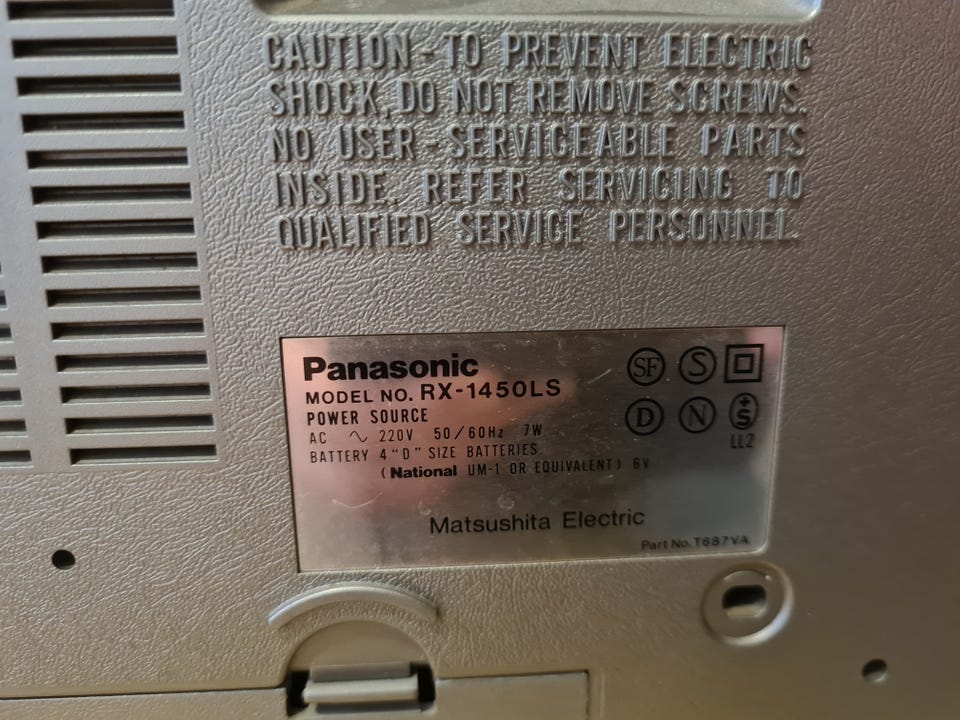 CAUTION - TO PREVENT ELECTRIC
SHOCK, DO NOT REMOVE SCREWS.
NO USER - SERVICEABLE PARTS
INSIDE. REFER SERVICING TO
QUALIFIED SERVICE PERSONNEL.
Panasonic
MODEL NO. RX-1450LS
POWER SOURCE
AC ~ 220V 50/60Hz 7W
BATTERY 4 "D" SIZE BATTERIES
(National UM-1 OR EQUIVALENT) 6V
SF S
D N S
LL2
Matsushita Electric
Part No. T687VA